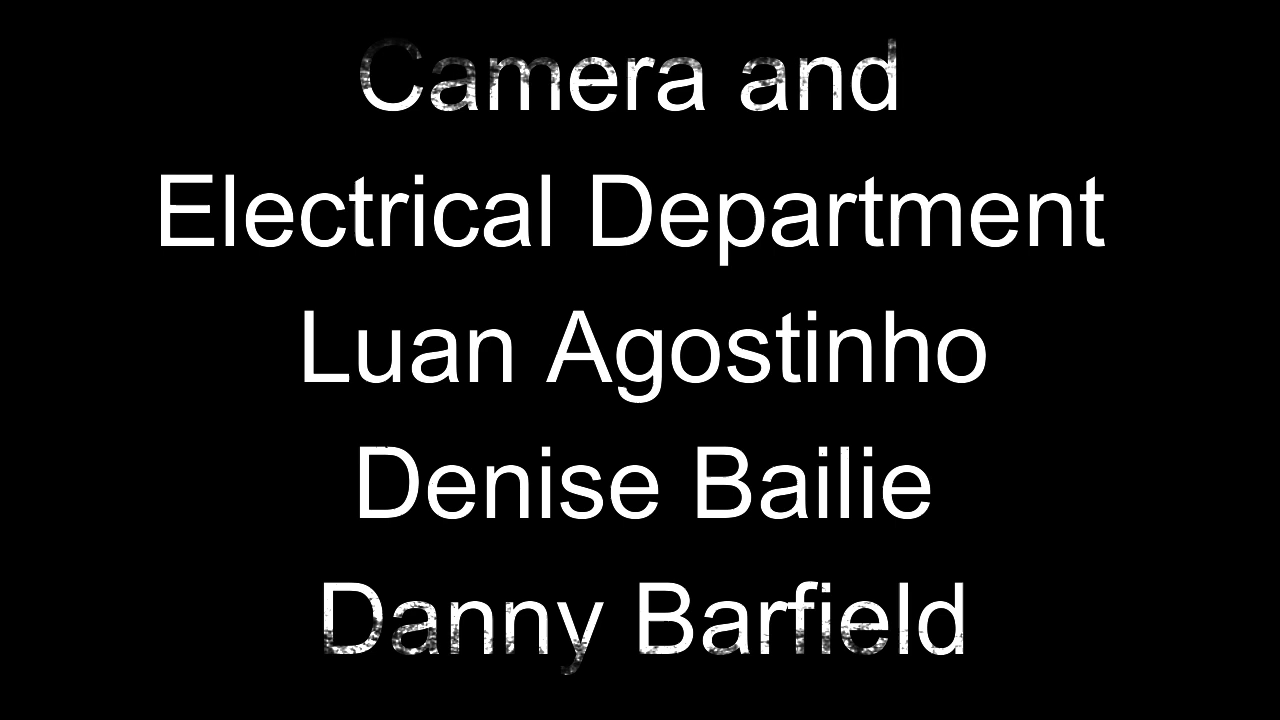 Camera and
Electrical Department
Luan Agostinho
Denise Bailie
Danny Barfield